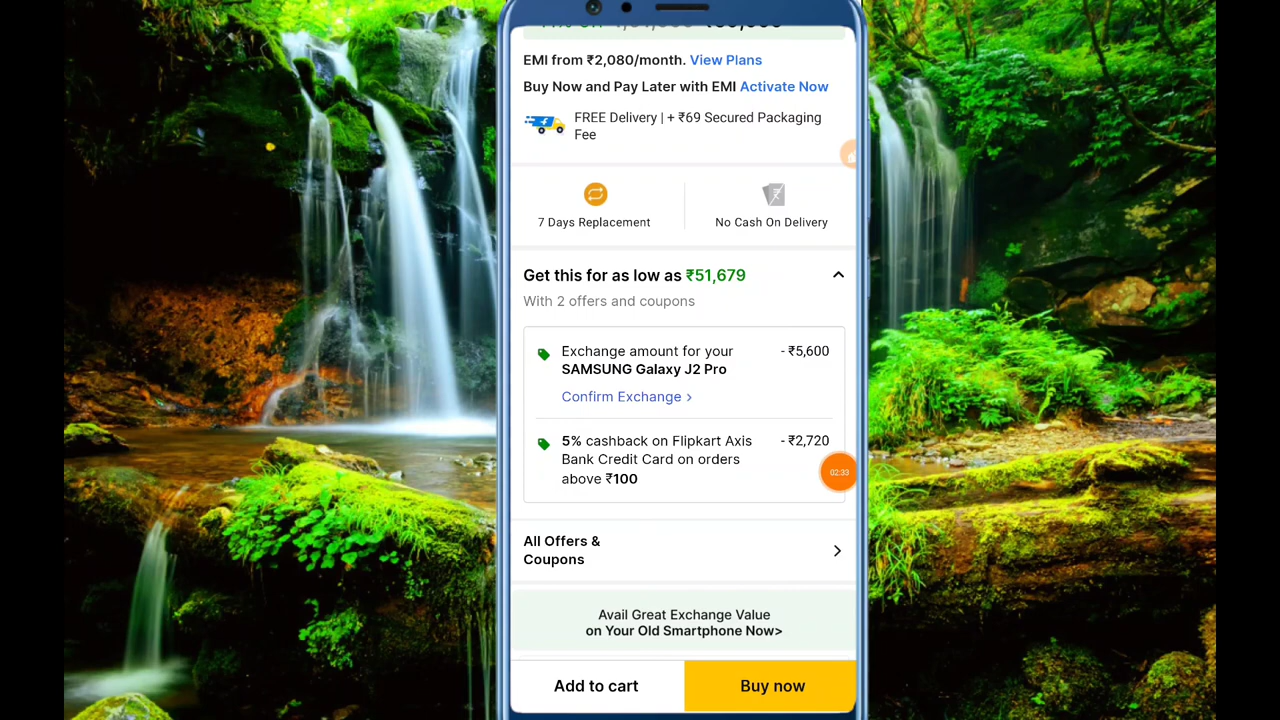 EMI from ₹2,080/month. View Plans
Buy Now and Pay Later with EMI Activate Now
FREE Delivery | + ₹69 Secured Packaging
Fee
7 Days Replacement
No Cash On Delivery
Get this for as low as ₹51,679
With 2 offers and coupons
Exchange amount for your - ₹5,600
SAMSUNG Galaxy J2 Pro
Confirm Exchange >
5% cashback on Flipkart Axis - ₹2,720
Bank Credit Card on orders
above ₹100
02:33
All Offers &
Coupons
Avail Great Exchange Value
on Your Old Smartphone Now>
Add to cart
Buy now